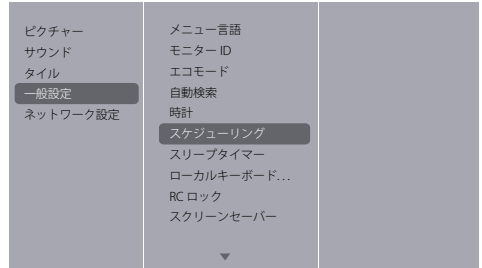 ピクチャー
サウンド
タイル
一般設定
ネットワーク設定
メニュー言語
モニター ID
エコモード
自動検索
時計
スケジューリング
スリープタイマー
ローカルキーボード...
RC ロック
スクリーンセーバー